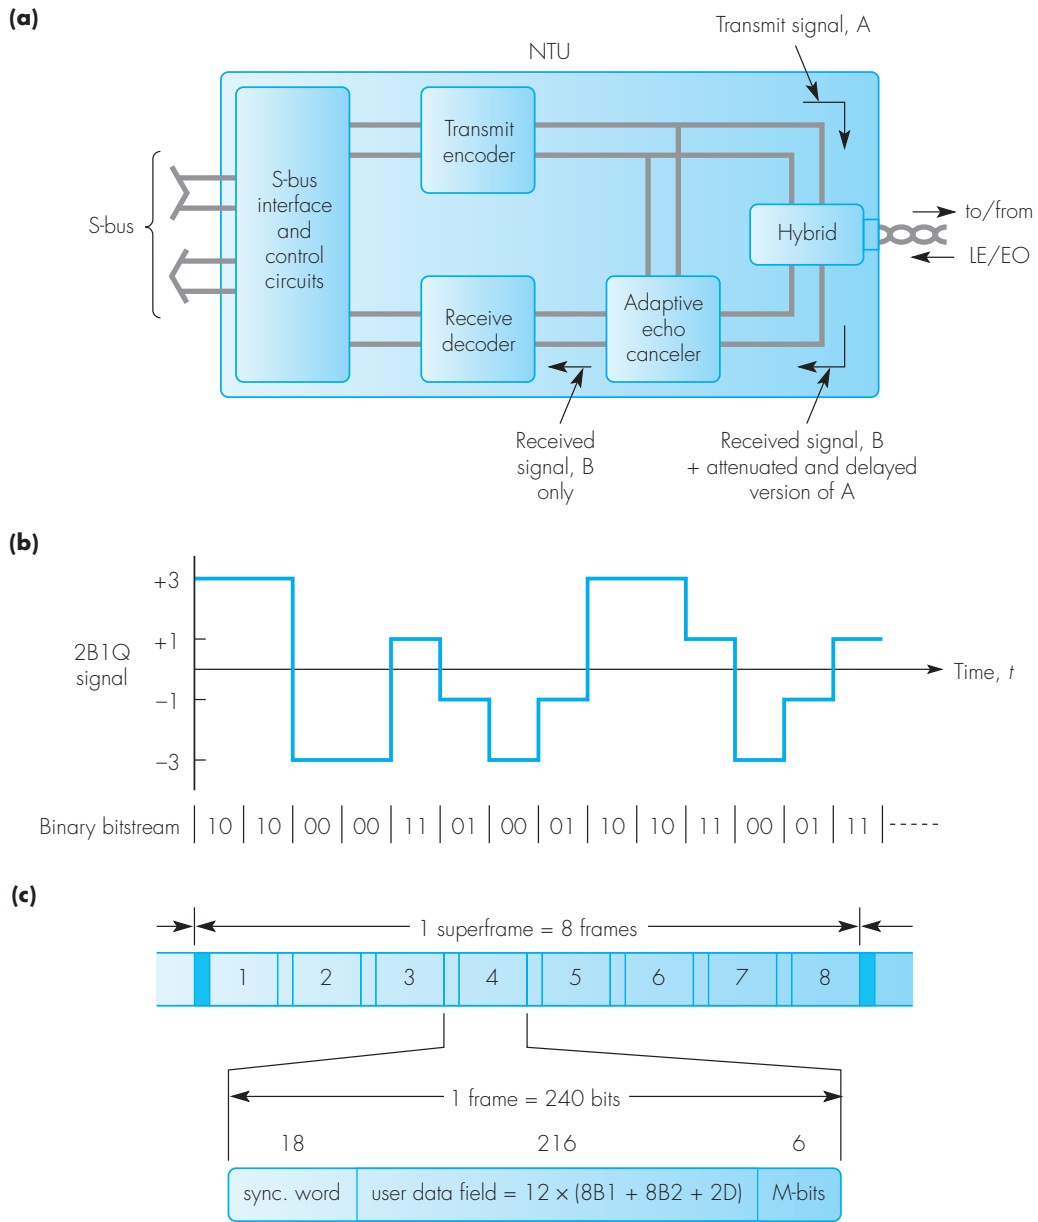 (a)
Transmit signal, A
NTU
Transmit
encoder
S-bus
interface
and
control
circuits
S-bus
Hybrid
to/from
LE/EO
Receive
decoder
Adaptive
echo
canceler
Received
signal, B
only
Received signal, B
+ attenuated and delayed
version of A
(b)
+3
+1
2B1Q
signal
Time, t
−1
−3
Binary bitstream 10 10 00 00 11 01 00 01 10 10 11 00 01 11
(c)
1 superframe = 8 frames
1 2 3 4 5 6 7 8
1 frame = 240 bits
18 216 6
sync. word user data field = 12 × (8B1 + 8B2 + 2D) M-bits